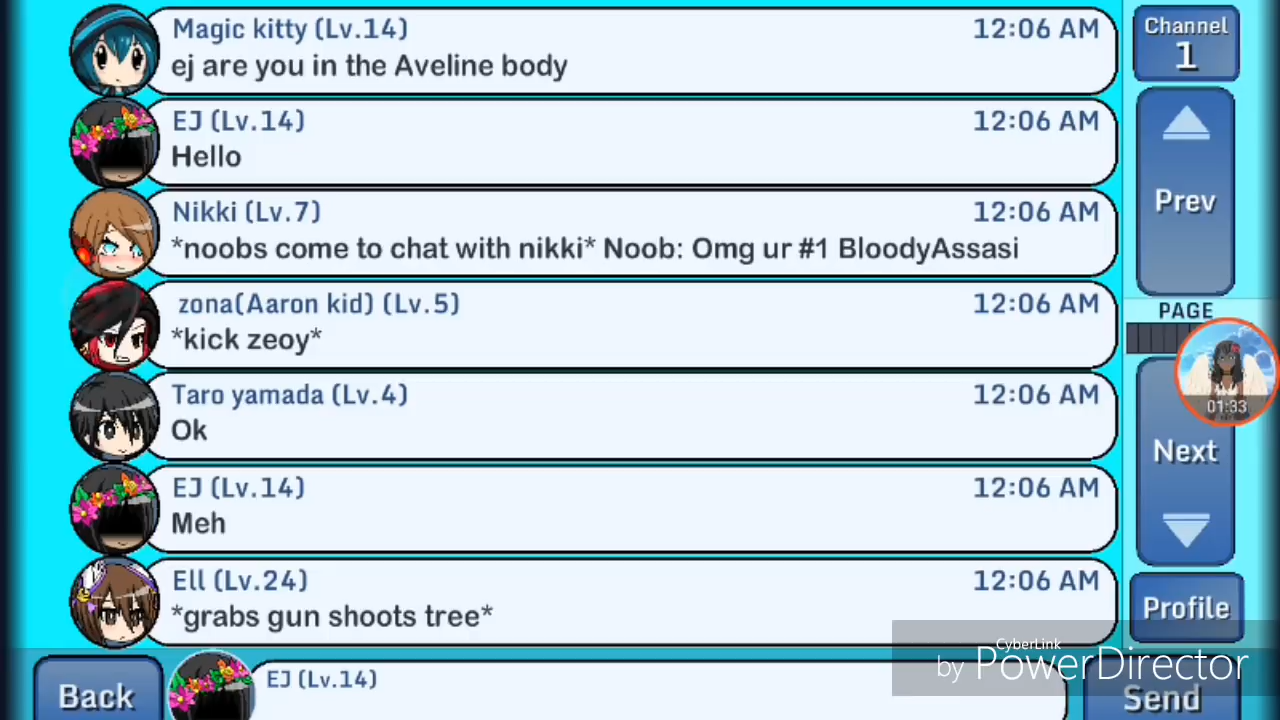 Magic kitty (Lv.14) 12:06 AM
ej are you in the Aveline body
EJ (Lv.14) 12:06 AM
Hello
Nikki (Lv.7) 12:06 AM
*noobs come to chat with nikki* Noob: Omg ur #1 BloodyAssasi
zona(Aaron kid) (Lv.5) 12:06 AM
*kick zeoy*
Taro yamada (Lv.4) 12:06 AM
Ok
EJ (Lv.14) 12:06 AM
Meh
Ell (Lv.24) 12:06 AM
*grabs gun shoots tree*
EJ (Lv.14)
Back
Channel
1
Prev
PAGE
01:33
Next
Profile
Send
CyberLink
by PowerDirector